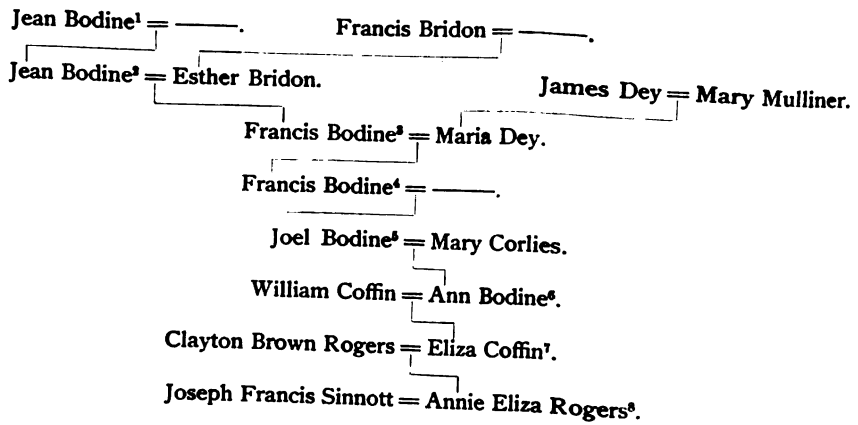 Jean Bodine¹ = ———. Francis Bridon = ———.
Jean Bodine² = Esther Bridon.
James Dey = Mary Mulliner.
Francis Bodine³ = Maria Dey.
Francis Bodine⁴ = ———.
Joel Bodine⁵ = Mary Corlies.
William Coffin = Ann Bodine⁶.
Clayton Brown Rogers = Eliza Coffin⁷.
Joseph Francis Sinnott = Annie Eliza Rogers⁸.